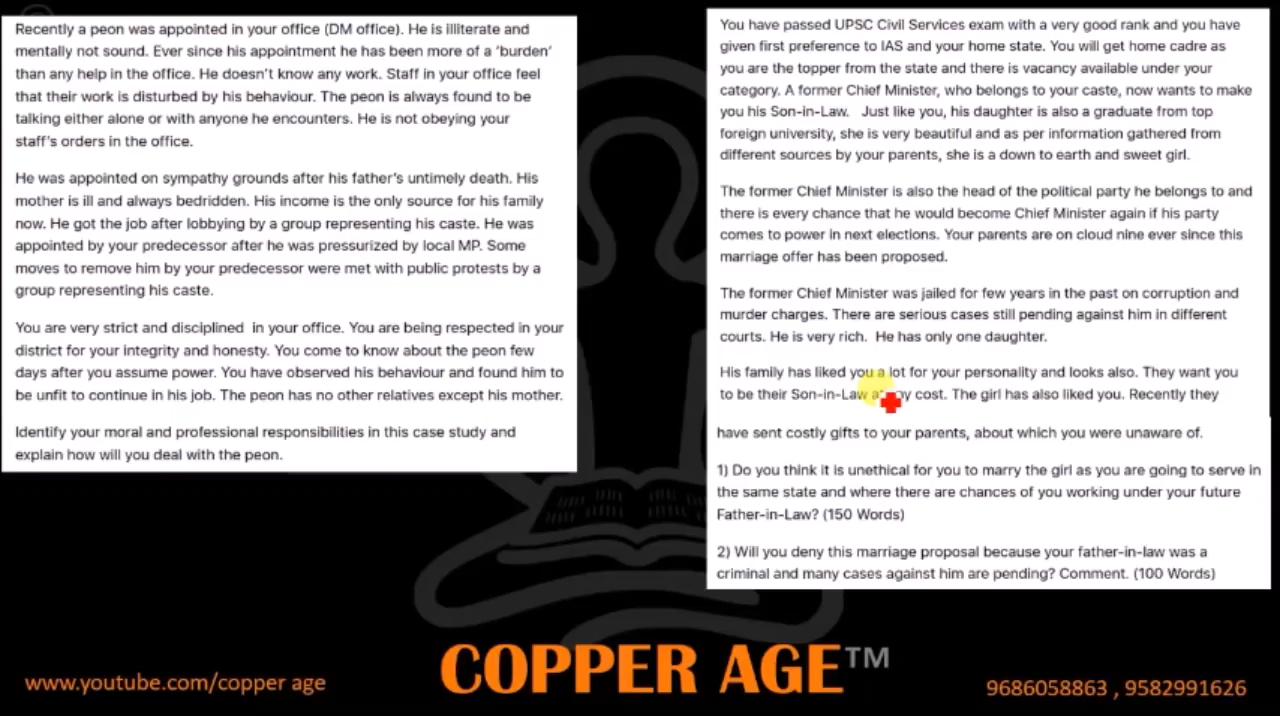 Recently a peon was appointed in your office (DM office). He is illiterate and
mentally not sound. Ever since his appointment he has been more of a ‘burden’
than any help in the office. He doesn’t know any work. Staff in your office feel
that their work is disturbed by his behaviour. The peon is always found to be
talking either alone or with anyone he encounters. He is not obeying your
staff’s orders in the office.
He was appointed on sympathy grounds after his father’s untimely death. His
mother is ill and always bedridden. His income is the only source for his family
now. He got the job after lobbying by a group representing his caste. He was
appointed by your predecessor after he was pressurized by local MP. Some
moves to remove him by your predecessor were met with public protests by a
group representing his caste.
You are very strict and disciplined in your office. You are being respected in your
district for your integrity and honesty. You come to know about the peon few
days after you assume power. You have observed his behaviour and found him to
be unfit to continue in his job. The peon has no other relatives except his mother.
Identify your moral and professional responsibilities in this case study and
explain how will you deal with the peon.
You have passed UPSC Civil Services exam with a very good rank and you have
given first preference to IAS and your home state. You will get home cadre as
you are the topper from the state and there is vacancy available under your
category. A former Chief Minister, who belongs to your caste, now wants to make
you his Son-in-Law. Just like you, his daughter is also a graduate from top
foreign university, she is very beautiful and as per information gathered from
different sources by your parents, she is a down to earth and sweet girl.
The former Chief Minister is also the head of the political party he belongs to and
there is every chance that he would become Chief Minister again if his party
comes to power in next elections. Your parents are on cloud nine ever since this
marriage offer has been proposed.
The former Chief Minister was jailed for few years in the past on corruption and
murder charges. There are serious cases still pending against him in different
courts. He is very rich. He has only one daughter.
His family has liked you a lot for your personality and looks also. They want you
to be their Son-in-Law cost. The girl has also liked you. Recently they
have sent costly gifts to your parents, about which you were unaware of.
1) Do you think it is unethical for you to marry the girl as you are going to serve in
the same state and where there are chances of you working under your future
Father-in-Law? (150 Words)
2) Will you deny this marriage proposal because your father-in-law was a
criminal and many cases against him are pending? Comment. (100 Words)
COPPER AGE™
www.youtube.com/copper age
9686058863 , 9582991626